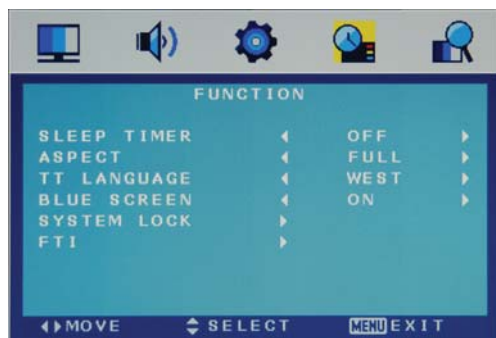 FUNCTION
SLEEP TIMER OFF
ASPECT FULL
TT LANGUAGE WEST
BLUE SCREEN ON
SYSTEM LOCK
FTI
MOVE SELECT MENU EXIT